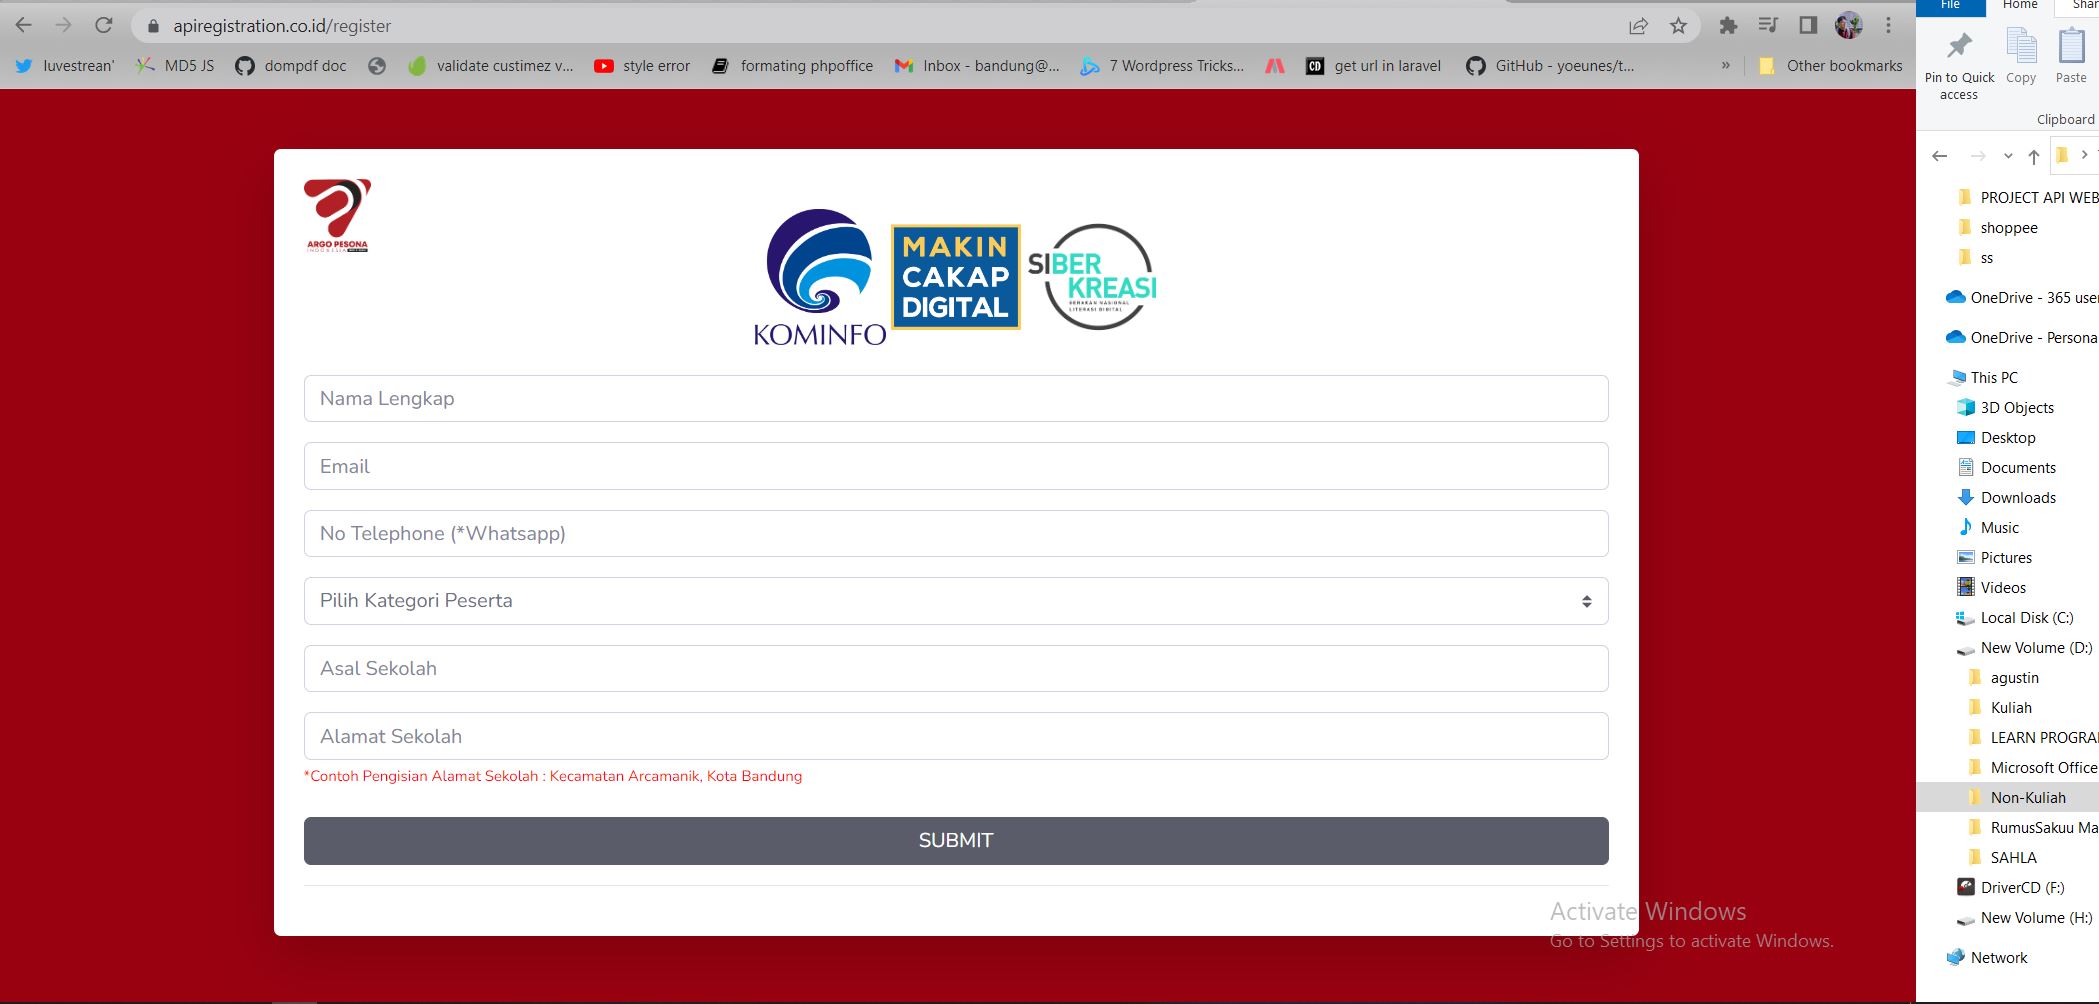 apiregistration.co.id/register
luvestrean'
MD5 JS
dompdf doc
validate custimez v...
style error
formating phpoffice
Inbox - bandung@...
7 Wordpress Tricks...
CD
get url in laravel
GitHub - yoeunes/t...
»
Other bookmarks
ARGO PESONA
INDONESIA
KOMINFO
MAKIN
CAKAP
DIGITAL
SIBER
KREASI
GERAKAN NASIONAL
LITERASI DIGITAL
Nama Lengkap
Email
No Telephone (*Whatsapp)
Pilih Kategori Peserta
Asal Sekolah
Alamat Sekolah
*Contoh Pengisian Alamat Sekolah : Kecamatan Arcamanik, Kota Bandung
SUBMIT
Activate Windows
Go to Settings to activate Windows.
File
Home
Shar
Pin to Quick
access
Copy
Paste
Clipboard
PROJECT API WEB
shoppee
ss
OneDrive - 365 use
OneDrive - Persona
This PC
3D Objects
Desktop
Documents
Downloads
Music
Pictures
Videos
Local Disk (C:)
New Volume (D:)
agustin
Kuliah
LEARN PROGRA
Microsoft Office
Non-Kuliah
RumusSakuu Ma
SAHLA
DriverCD (F:)
New Volume (H:)
Network